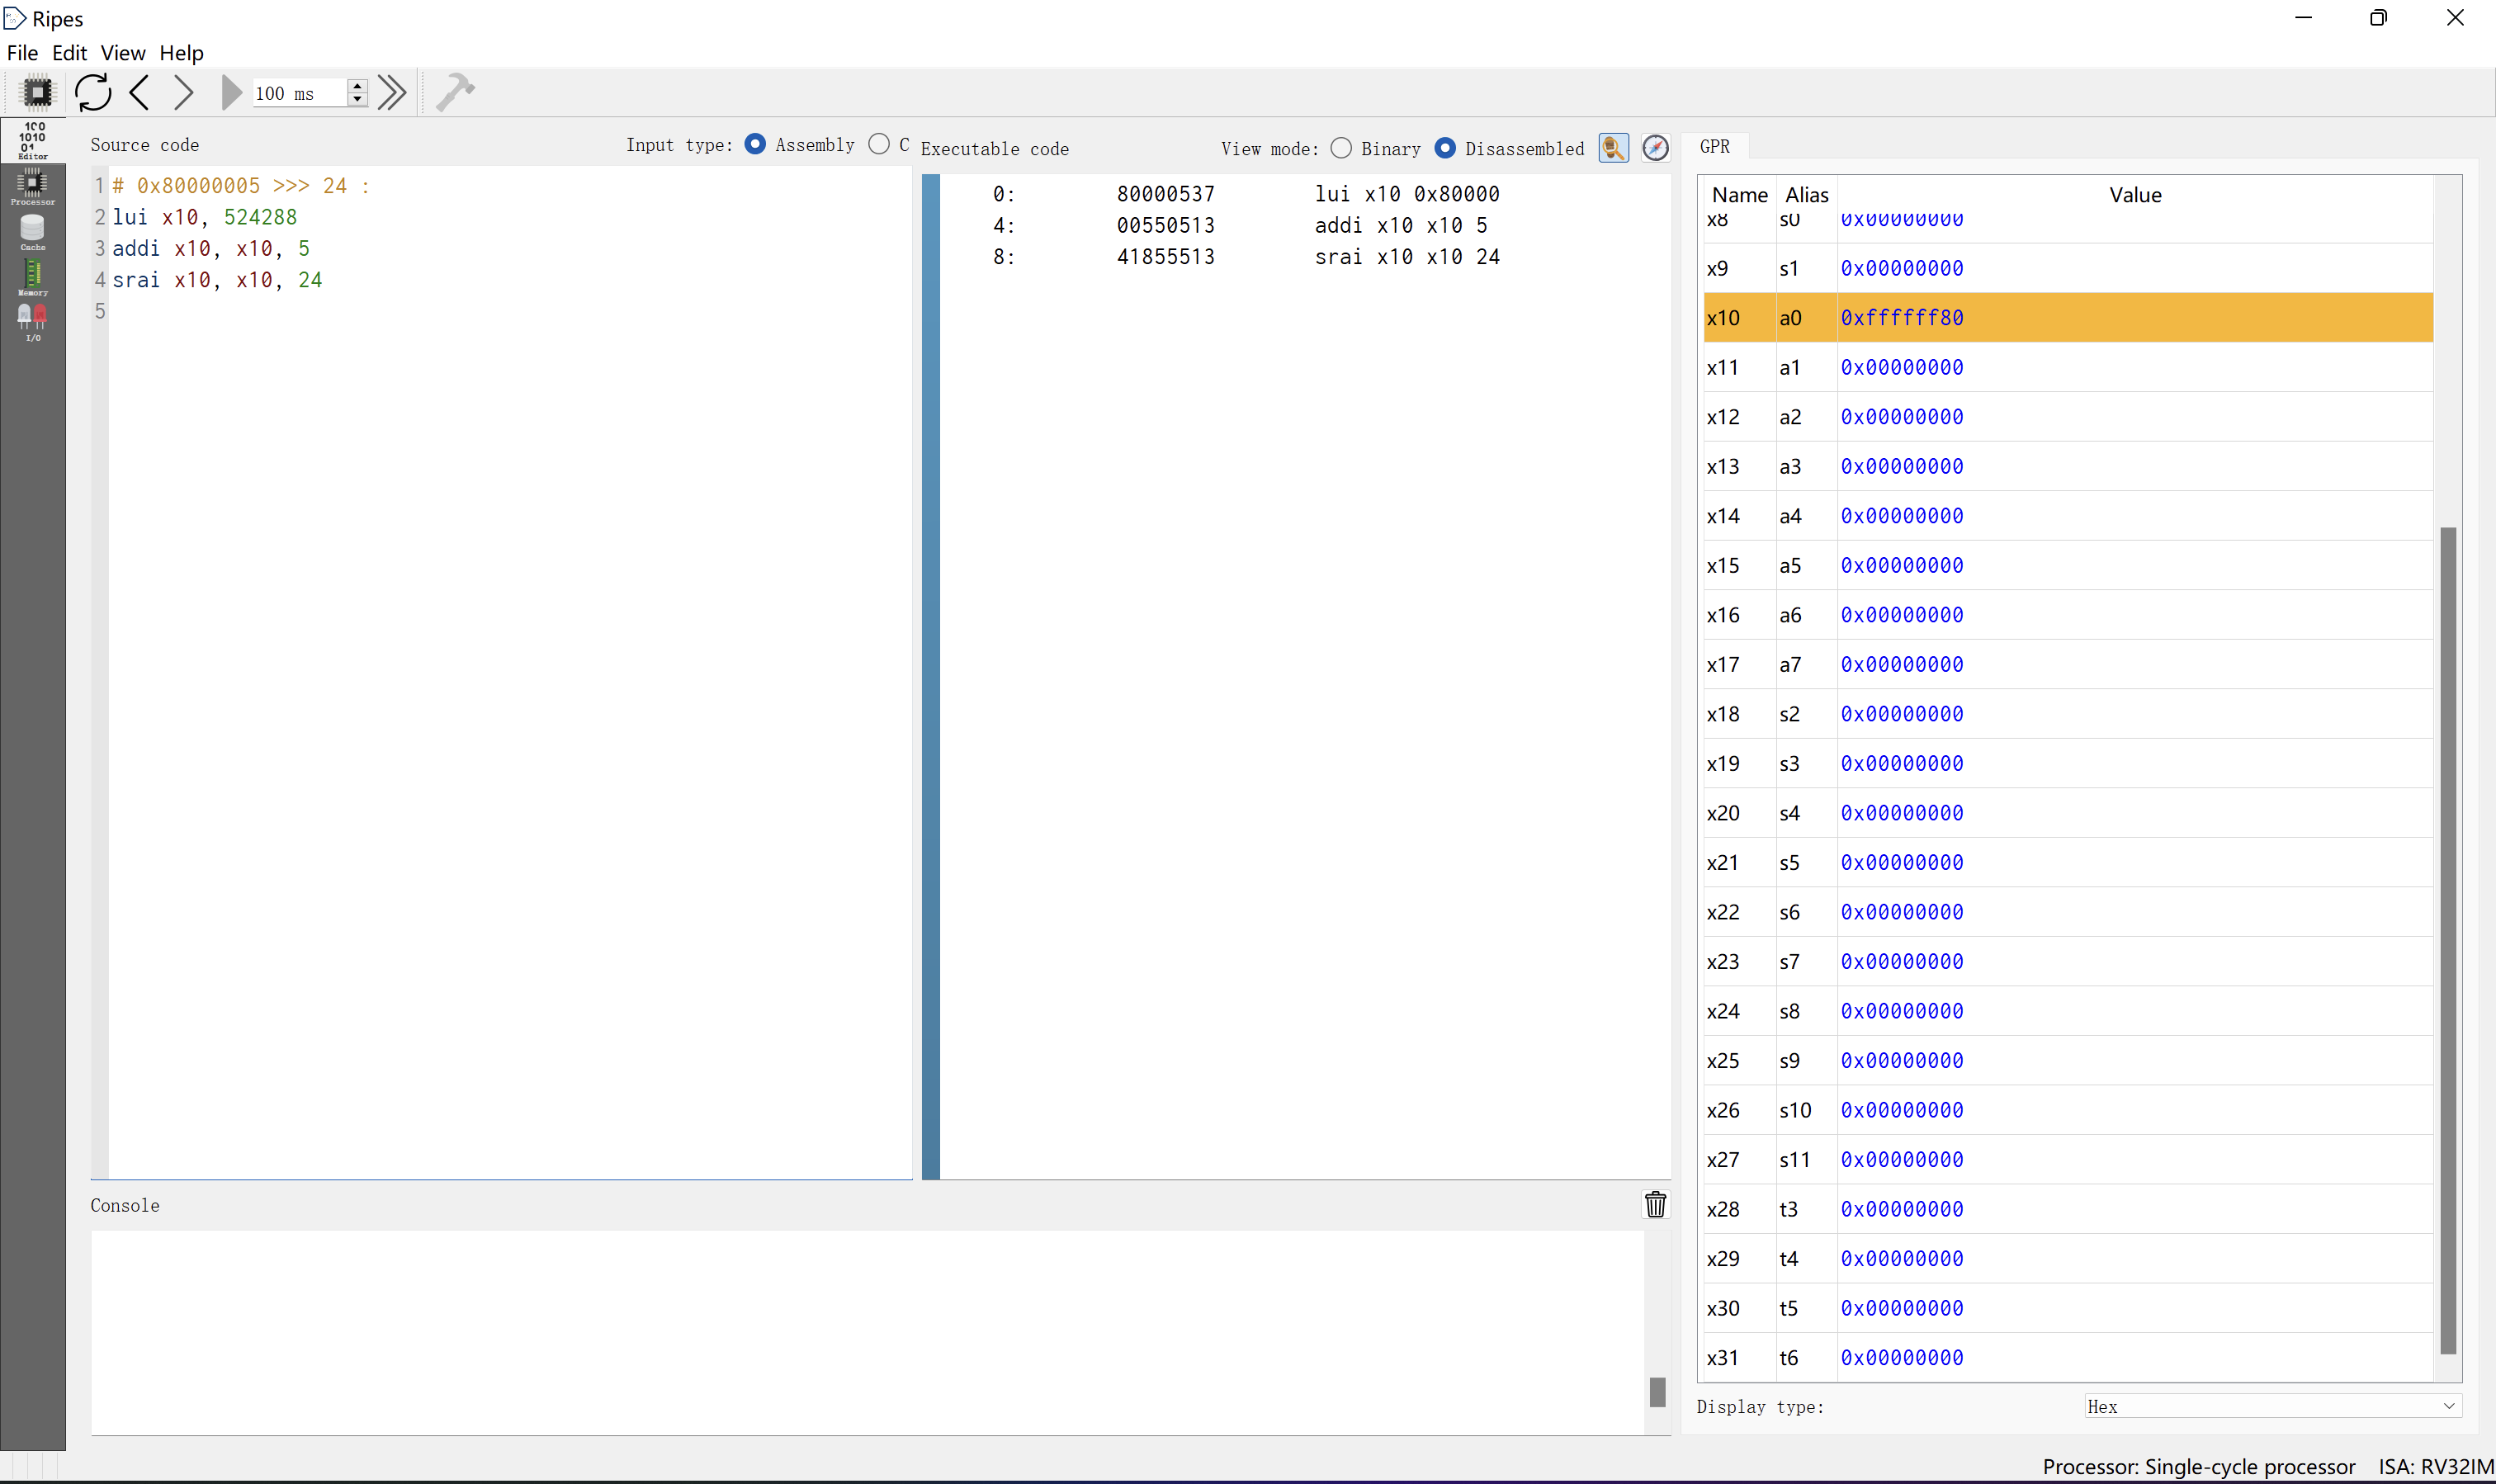 Ripes
File Edit View Help
100 ms
Editor
Processor
Cache
Memory
I/O
Source code
Input type: Assembly C
1 # 0x80000005 >>> 24 :
2 lui x10, 524288
3 addi x10, x10, 5
4 srai x10, x10, 24
5
Executable code
View mode: Binary Disassembled
0: 80000537 lui x10 0x80000
4: 00550513 addi x10 x10 5
8: 41855513 srai x10 x10 24
Console
GPR
Name Alias Value
x8 s0 0x00000000
x9 s1 0x00000000
x10 a0 0xffffff80
x11 a1 0x00000000
x12 a2 0x00000000
x13 a3 0x00000000
x14 a4 0x00000000
x15 a5 0x00000000
x16 a6 0x00000000
x17 a7 0x00000000
x18 s2 0x00000000
x19 s3 0x00000000
x20 s4 0x00000000
x21 s5 0x00000000
x22 s6 0x00000000
x23 s7 0x00000000
x24 s8 0x00000000
x25 s9 0x00000000
x26 s10 0x00000000
x27 s11 0x00000000
x28 t3 0x00000000
x29 t4 0x00000000
x30 t5 0x00000000
x31 t6 0x00000000
Display type: Hex
Processor: Single-cycle processor ISA: RV32IM